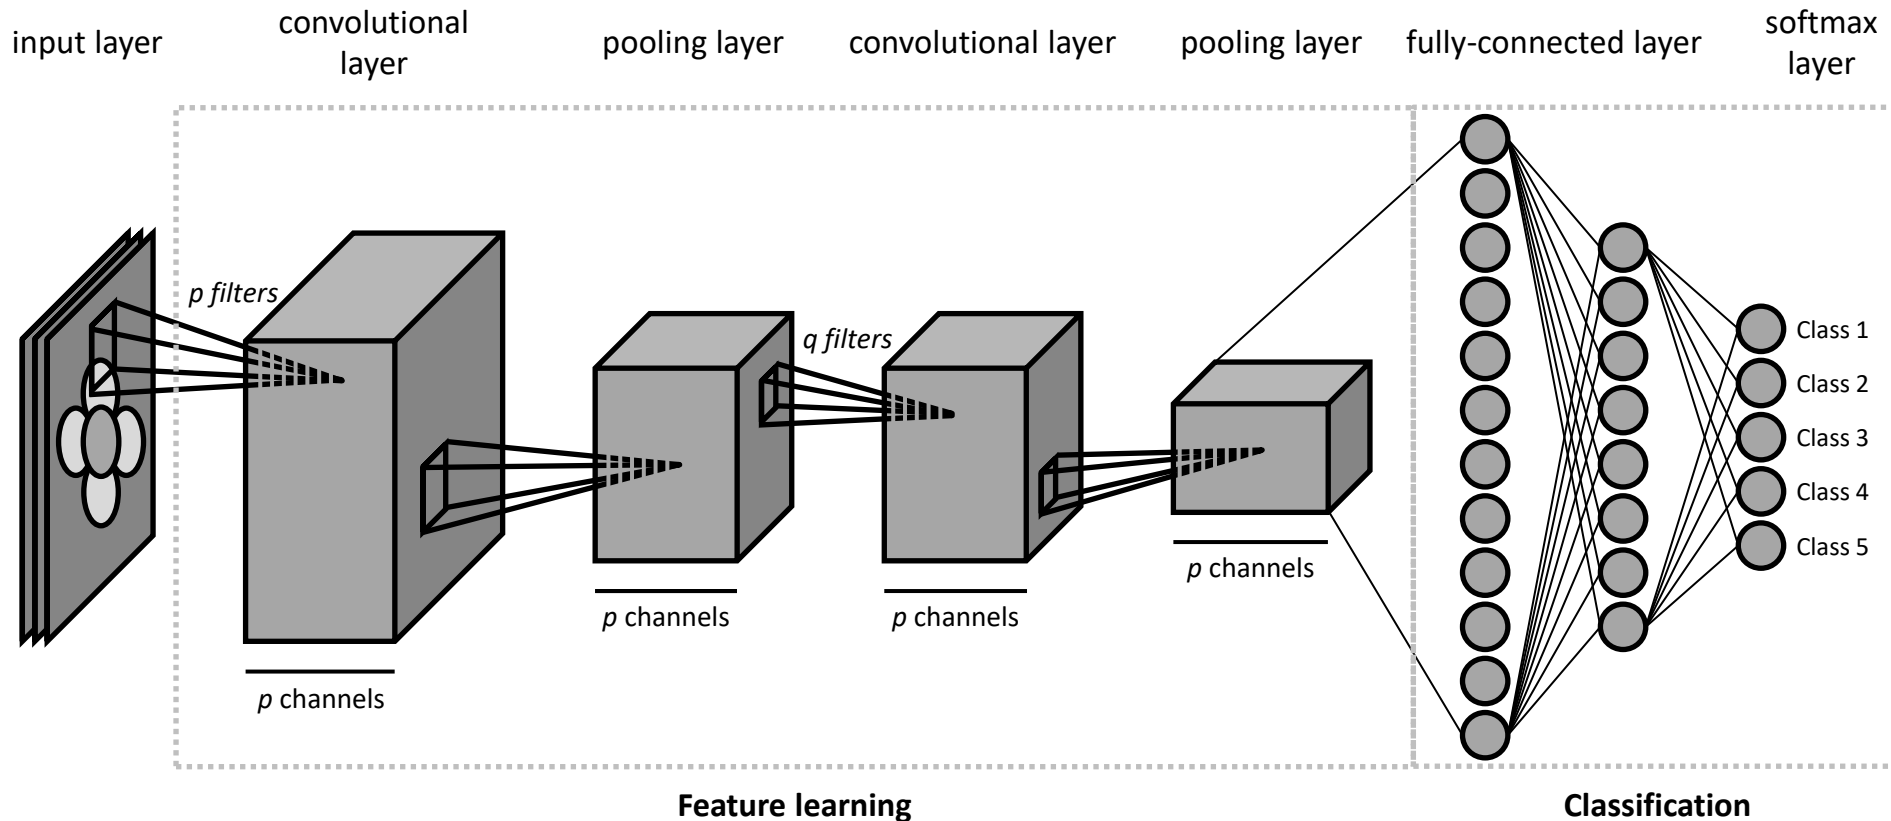 input layer
convolutional
layer
pooling layer
convolutional layer
pooling layer
fully-connected layer
softmax
layer
p filters
q filters
p channels
p channels
p channels
p channels
Class 1
Class 2
Class 3
Class 4
Class 5
Feature learning
Classification